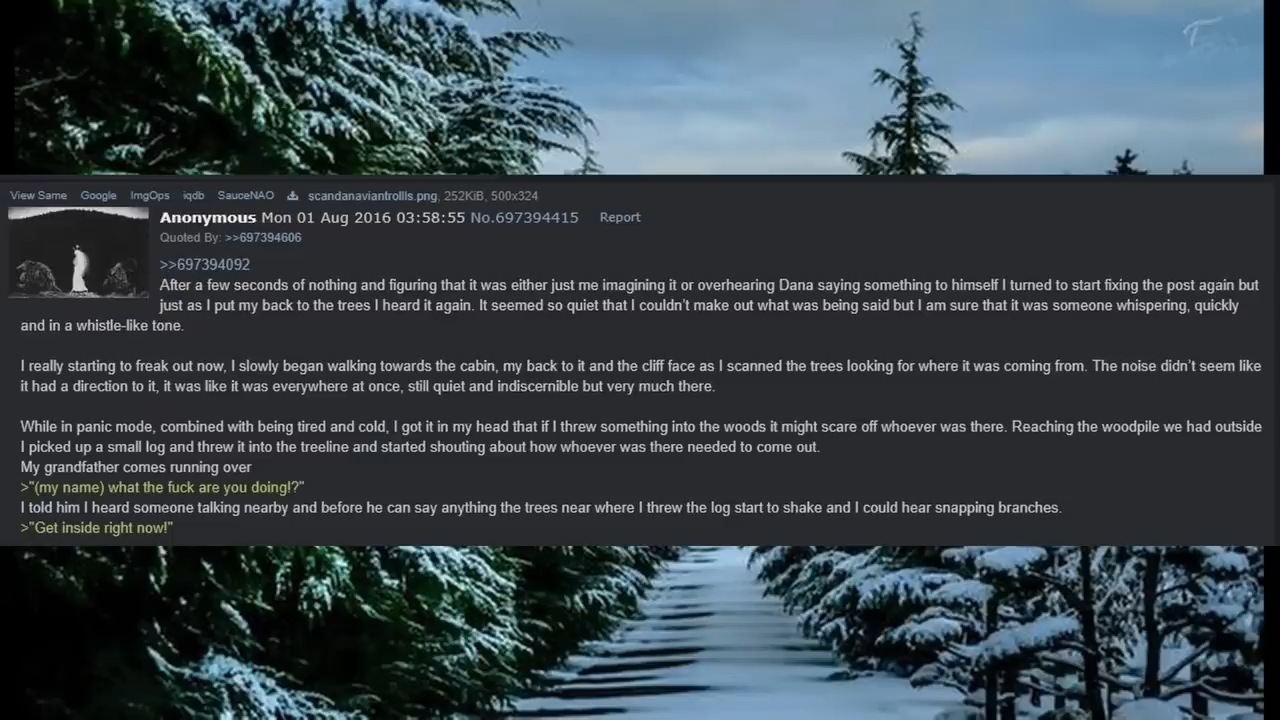 View Same Google ImgOps iqdb SauceNAO scandanaviantrollls.png, 252KiB, 500x324
Anonymous Mon 01 Aug 2016 03:58:55 No.697394415 Report
Quoted By: >>697394606
>>697394092
After a few seconds of nothing and figuring that it was either just me imagining it or overhearing Dana saying something to himself I turned to start fixing the post again but
just as I put my back to the trees I heard it again. It seemed so quiet that I couldn't make out what was being said but I am sure that it was someone whispering, quickly
and in a whistle-like tone.
I really starting to freak out now, I slowly began walking towards the cabin, my back to it and the cliff face as I scanned the trees looking for where it was coming from. The noise didn't seem like
it had a direction to it, it was like it was everywhere at once, still quiet and indiscernible but very much there.
While in panic mode, combined with being tired and cold, I got it in my head that if I threw something into the woods it might scare off whoever was there. Reaching the woodpile we had outside
I picked up a small log and threw it into the treeline and started shouting about how whoever was there needed to come out.
My grandfather comes running over
>"(my name) what the fuck are you doing!?"
I told him I heard someone talking nearby and before he can say anything the trees near where I threw the log start to shake and I could hear snapping branches.
>"Get inside right now!"